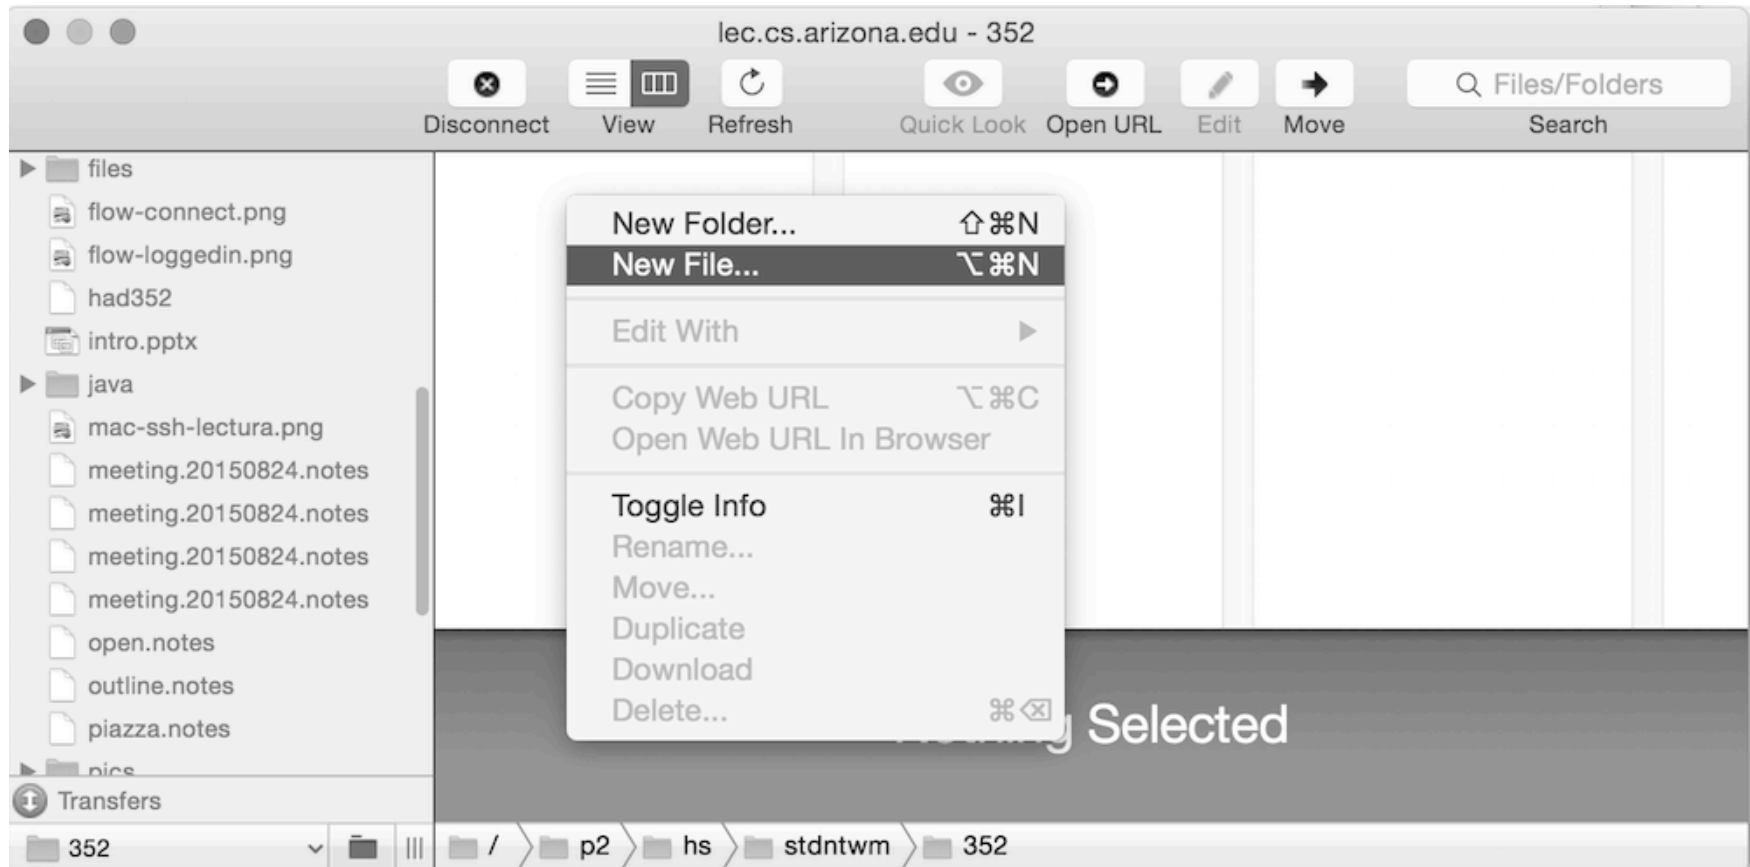 lec.cs.arizona.edu - 352
Files/Folders
Disconnect View Refresh Quick Look Open URL Edit Move Search
files
flow-connect.png
flow-loggedin.png
had352
intro.pptx
java
mac-ssh-lectura.png
meeting.20150824.notes
meeting.20150824.notes
meeting.20150824.notes
meeting.20150824.notes
open.notes
outline.notes
piazza.notes
pics
Transfers
352
New Folder... ⇧⌘N
New File... ⌥⌘N
Edit With
Copy Web URL ⌥⌘C
Open Web URL In Browser
Toggle Info ⌘I
Rename...
Move...
Duplicate
Download
Delete... ⌘⌫
Nothing Selected
/ p2 hs stdntwm 352